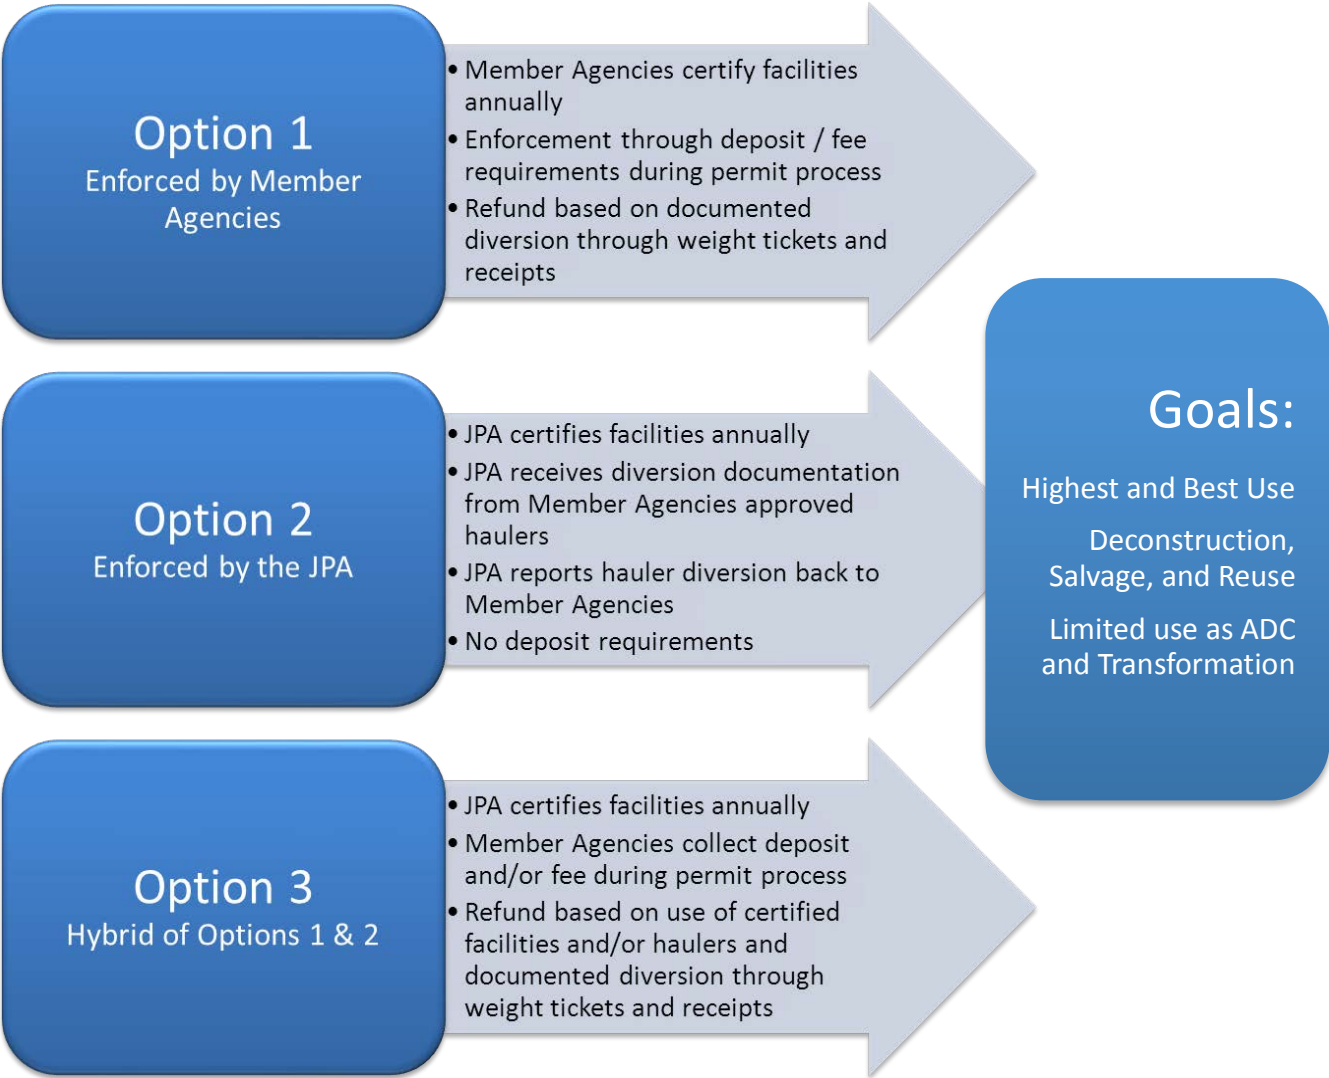 Option 1
Enforced by Member
Agencies
• Member Agencies certify facilities
annually
• Enforcement through deposit / fee
requirements during permit process
• Refund based on documented
diversion through weight tickets and
receipts
Option 2
Enforced by the JPA
• JPA certifies facilities annually
• JPA receives diversion documentation
from Member Agencies approved
haulers
• JPA reports hauler diversion back to
Member Agencies
• No deposit requirements
Option 3
Hybrid of Options 1 & 2
• JPA certifies facilities annually
• Member Agencies collect deposit
and/or fee during permit process
• Refund based on use of certified
facilities and/or haulers and
documented diversion through
weight tickets and receipts
Goals:
Highest and Best Use
Deconstruction,
Salvage, and Reuse
Limited use as ADC
and Transformation